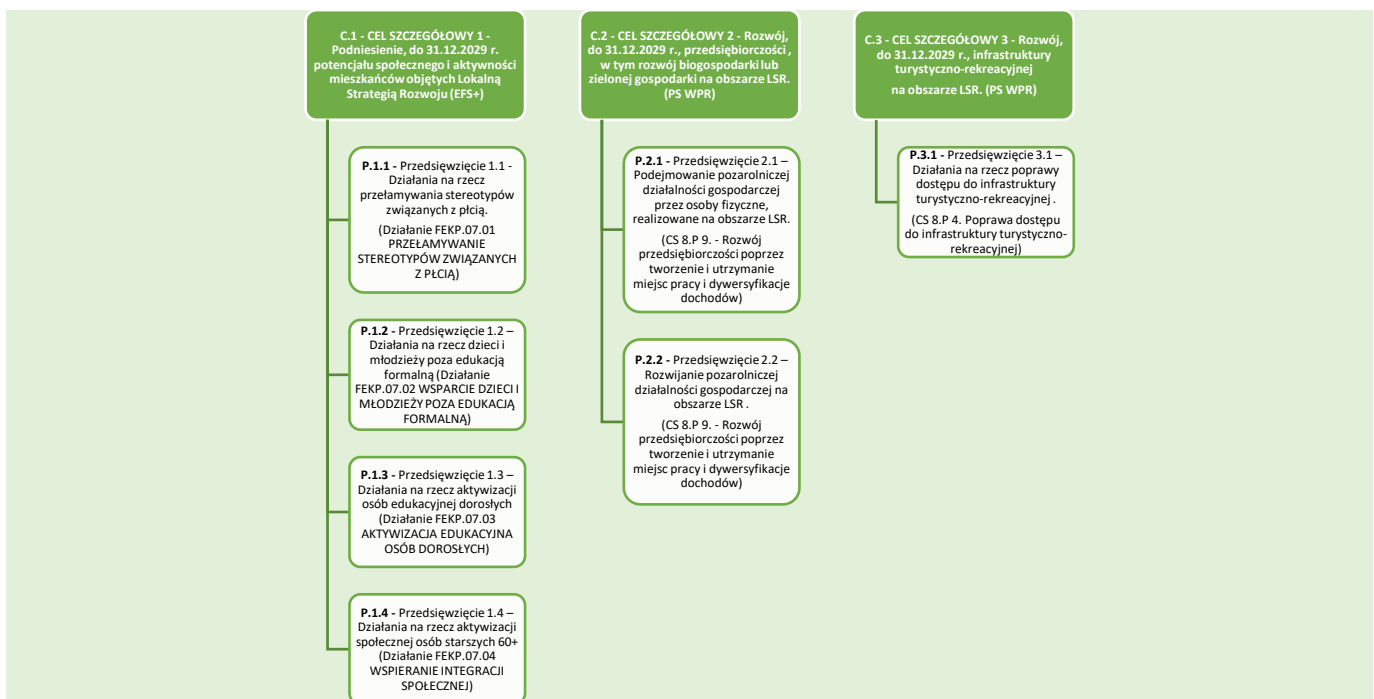 C.1 - CEL SZCZEGÓŁOWY 1 -
Podniesienie, do 31.12.2029 r.
potencjału społecznego i aktywności
mieszkańców objętych Lokalną
Strategią Rozwoju (EFS+)
P.1.1 - Przedsięwzięcie 1.1 -
Działania na rzecz
przełamywania stereotypów
związanych z płcią.
(Działanie FEKP.07.01
PRZEŁAMYWANIE
STEREOTYPÓW ZWIĄZANYCH
Z PŁCIĄ)
P.1.2 - Przedsięwzięcie 1.2 –
Działania na rzecz dzieci i
młodzieży poza edukacją
formalną (Działanie
FEKP.07.02 WSPARCIE DZIECI I
MŁODZIEŻY POZA EDUKACJĄ
FORMALNĄ)
P.1.3 - Przedsięwzięcie 1.3 –
Działania na rzecz aktywizacji
osób edukacyjnej dorosłych
(Działanie FEKP.07.03
AKTYWIZACJA EDUKACYJNA
OSÓB DOROSŁYCH)
P.1.4 - Przedsięwzięcie 1.4 –
Działania na rzecz aktywizacji
społecznej osób starszych 60+
(Działanie FEKP.07.04
WSPIERANIE INTEGRACJI
SPOŁECZNEJ)
C.2 - CEL SZCZEGÓŁOWY 2 - Rozwój,
do 31.12.2029 r., przedsiębiorczości ,
w tym rozwój biogospodarki lub
zielonej gospodarki na obszarze LSR.
(PS WPR)
P.2.1 - Przedsięwzięcie 2.1 –
Podejmowanie pozarolniczej
działalności gospodarczej
przez osoby fizyczne,
realizowane na obszarze LSR.
(CS 8.P 9. - Rozwój
przedsiębiorczości poprzez
tworzenie i utrzymanie
miejsc pracy i dywersyfikacje
dochodów)
P.2.2 - Przedsięwzięcie 2.2 –
Rozwijanie pozarolniczej
działalności gospodarczej na
obszarze LSR .
(CS 8.P 9. - Rozwój
przedsiębiorczości poprzez
tworzenie i utrzymanie
miejsc pracy i dywersyfikacje
dochodów)
C.3 - CEL SZCZEGÓŁOWY 3 - Rozwój,
do 31.12.2029 r., infrastruktury
turystyczno-rekreacyjnej
na obszarze LSR. (PS WPR)
P.3.1 - Przedsięwzięcie 3.1 –
Działania na rzecz poprawy
dostępu do infrastruktury
turystyczno-rekreacyjnej .
(CS 8.P 4. Poprawa dostępu
do infrastruktury turystyczno-
rekreacyjnej)